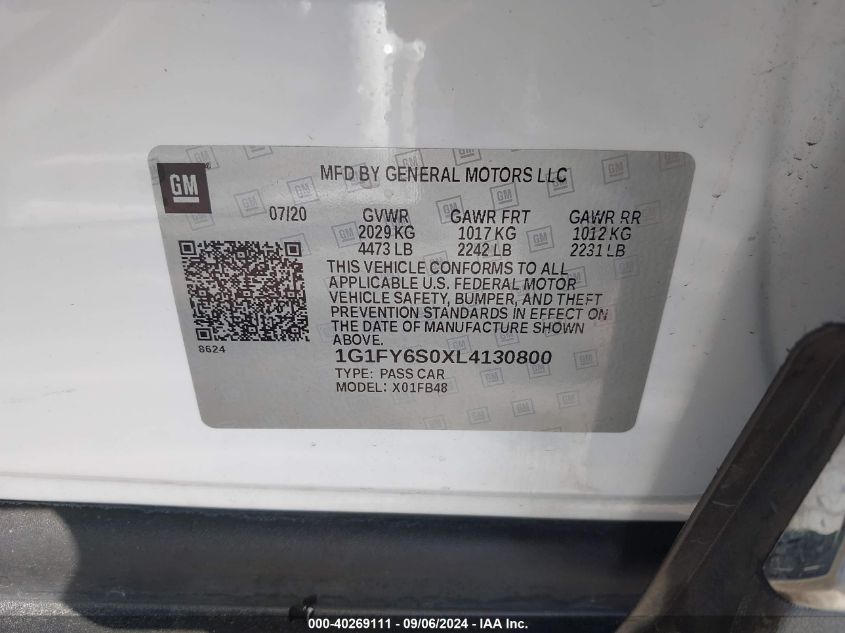 GM
MFD BY GENERAL MOTORS LLC
07/20 GVWR GAWR FRT GAWR RR
2029 KG 1017 KG 1012 KG
4473 LB 2242 LB 2231 LB
THIS VEHICLE CONFORMS TO ALL
APPLICABLE U.S. FEDERAL MOTOR
VEHICLE SAFETY, BUMPER, AND THEFT
PREVENTION STANDARDS IN EFFECT ON
THE DATE OF MANUFACTURE SHOWN
ABOVE.
8624
1G1FY6S0XL4130800
TYPE: PASS CAR
MODEL: X01FB48
000-40269111 - 09/06/2024 - IAA Inc.